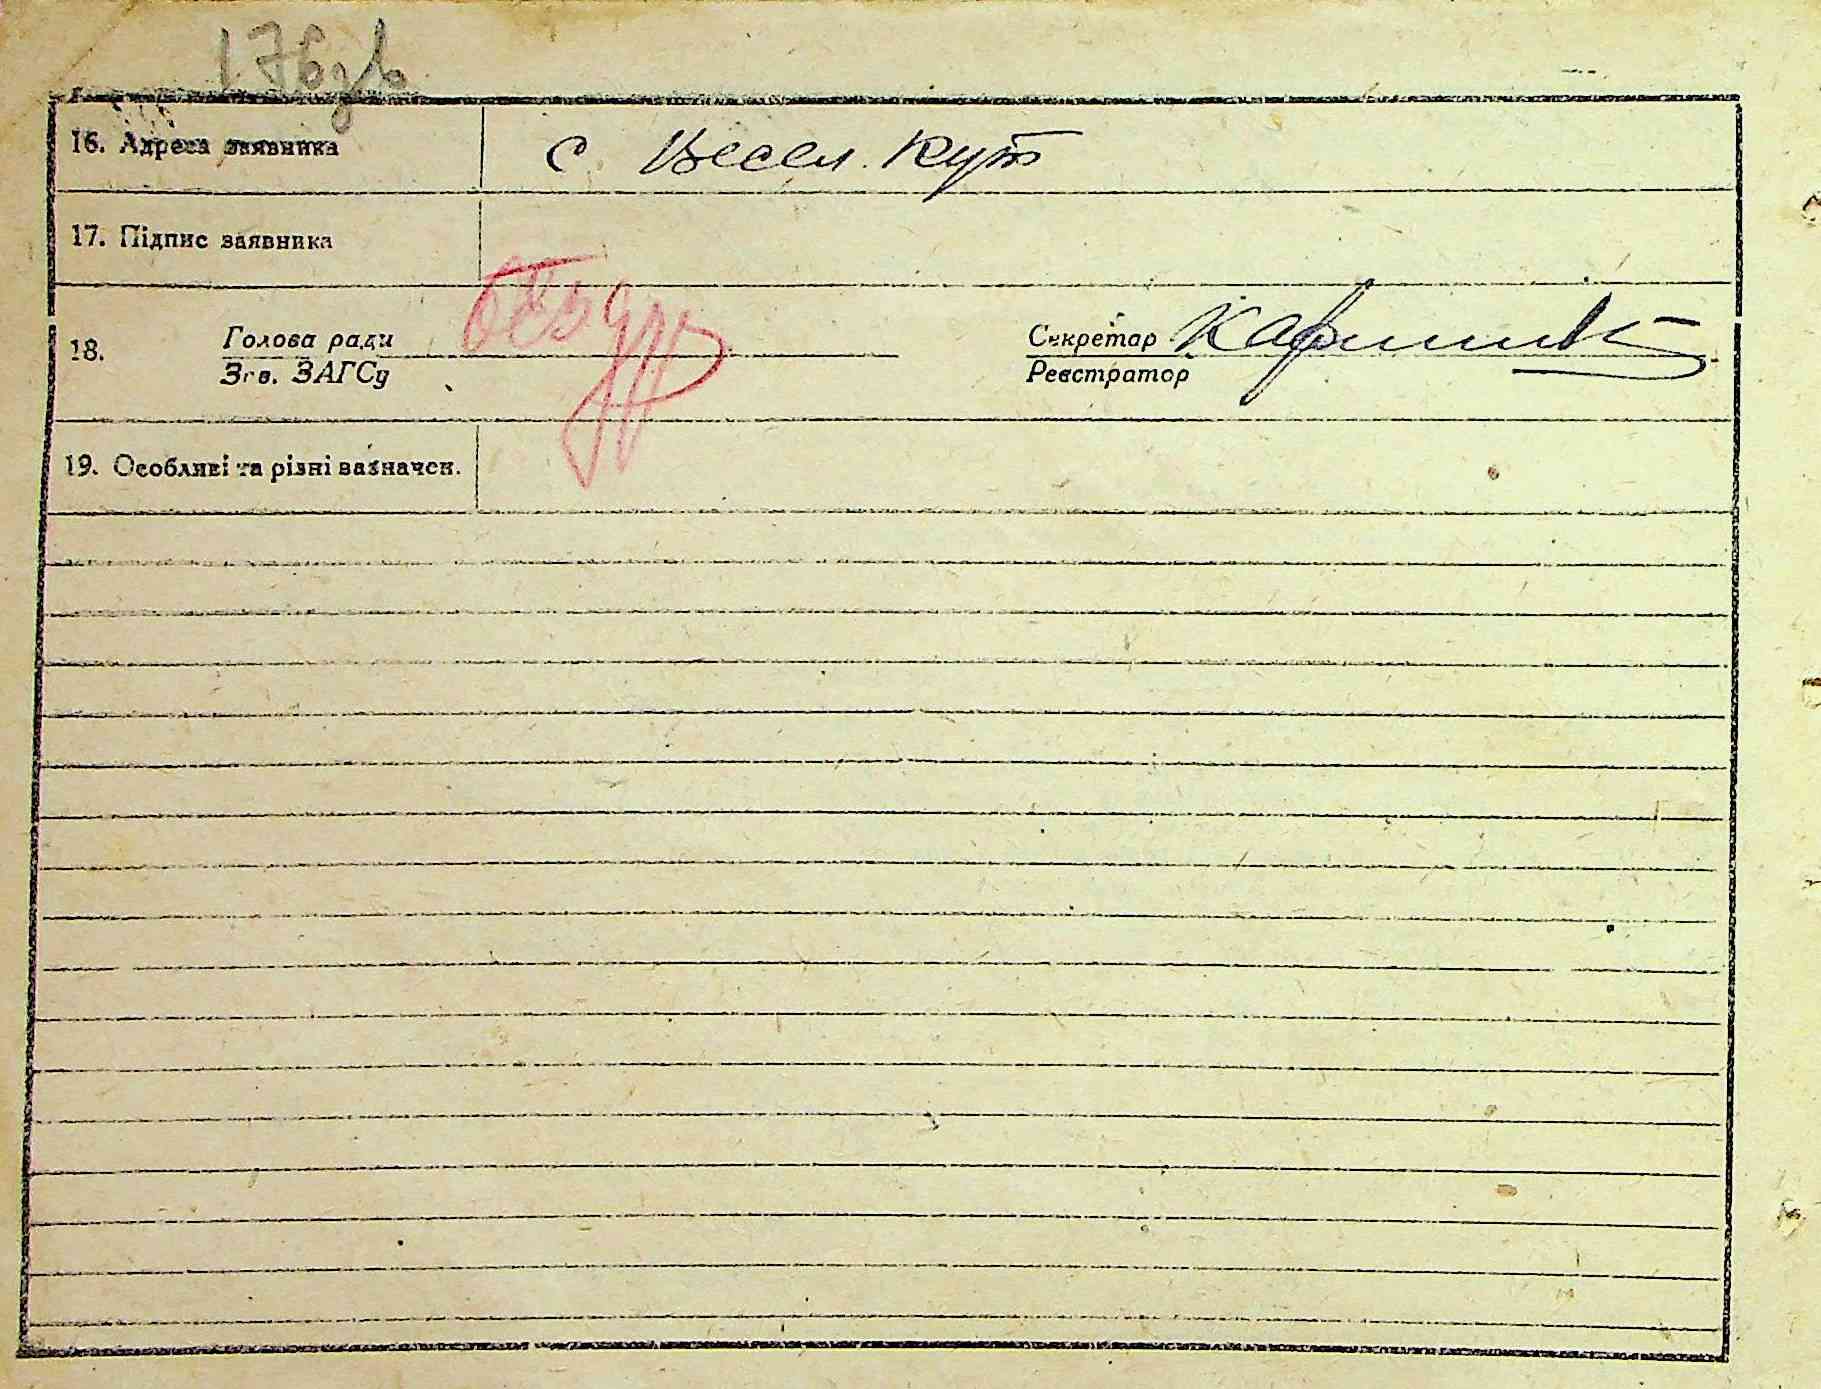 176зв
16. Адреса заявника с Весел. Кут
17. Підпис заявника
18. Голова ради Секретар
Зав. ЗАГСу Реєстратор
19. Особливі та різні вазначен.